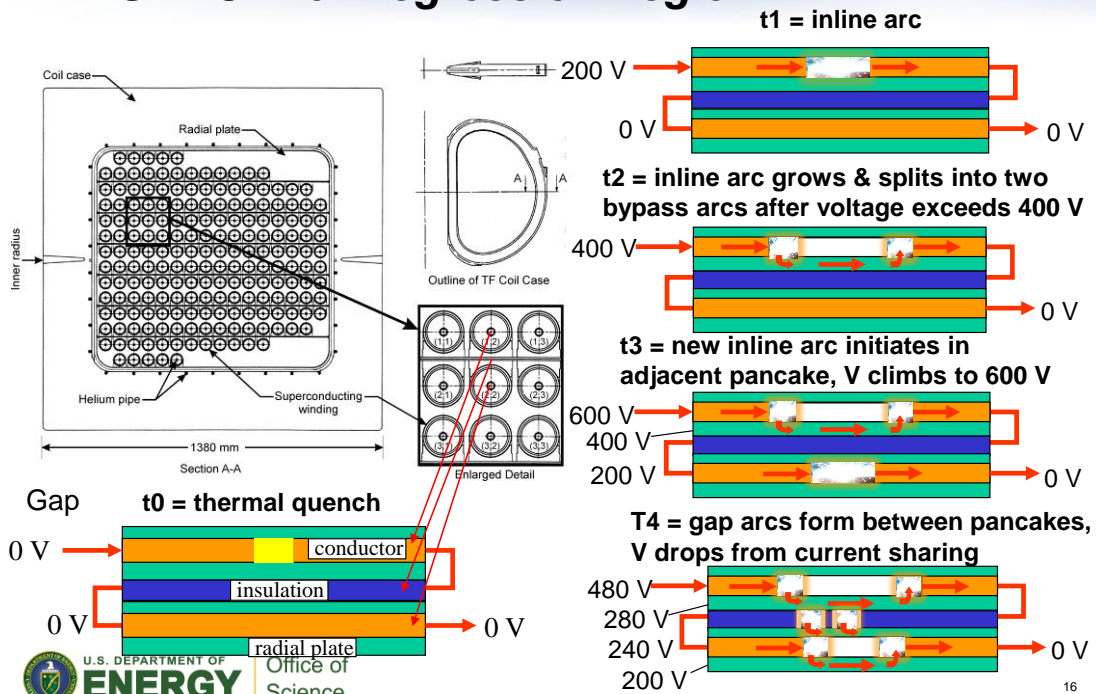 t1 = inline arc
200 V
0 V
0 V
t2 = inline arc grows & splits into two
bypass arcs after voltage exceeds 400 V
400 V
0 V
t3 = new inline arc initiates in
adjacent pancake, V climbs to 600 V
600 V
400 V
200 V
0 V
T4 = gap arcs form between pancakes,
V drops from current sharing
480 V
280 V
240 V
0 V
200 V
Coil case
Radial plate
Inner radius
Helium pipe
Superconducting
winding
1380 mm
Section A-A
A
A
Outline of TF Coil Case
(1,1)
(1,2)
(1,3)
(2,1)
(2,2)
(2,3)
(3,1)
(3,2)
(3,3)
Enlarged Detail
Gap
t0 = thermal quench
0 V
conductor
insulation
0 V
0 V
radial plate
U.S. DEPARTMENT OF
ENERGY
Office of
Science
16